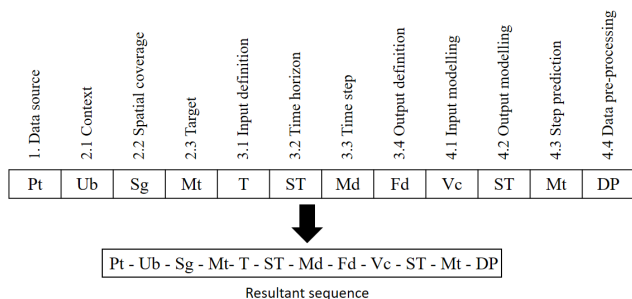 1. Data source
2.1 Context
2.2 Spatial coverage
2.3 Target
3.1 Input definition
3.2 Time horizon
3.3 Time step
3.4 Output definition
4.1 Input modelling
4.2 Output modelling
4.3 Step prediction
4.4 Data pre-processing
Pt Ub Sg Mt T ST Md Fd Vc ST Mt DP
Pt - Ub - Sg - Mt- T - ST - Md - Fd - Vc - ST - Mt - DP
Resultant sequence